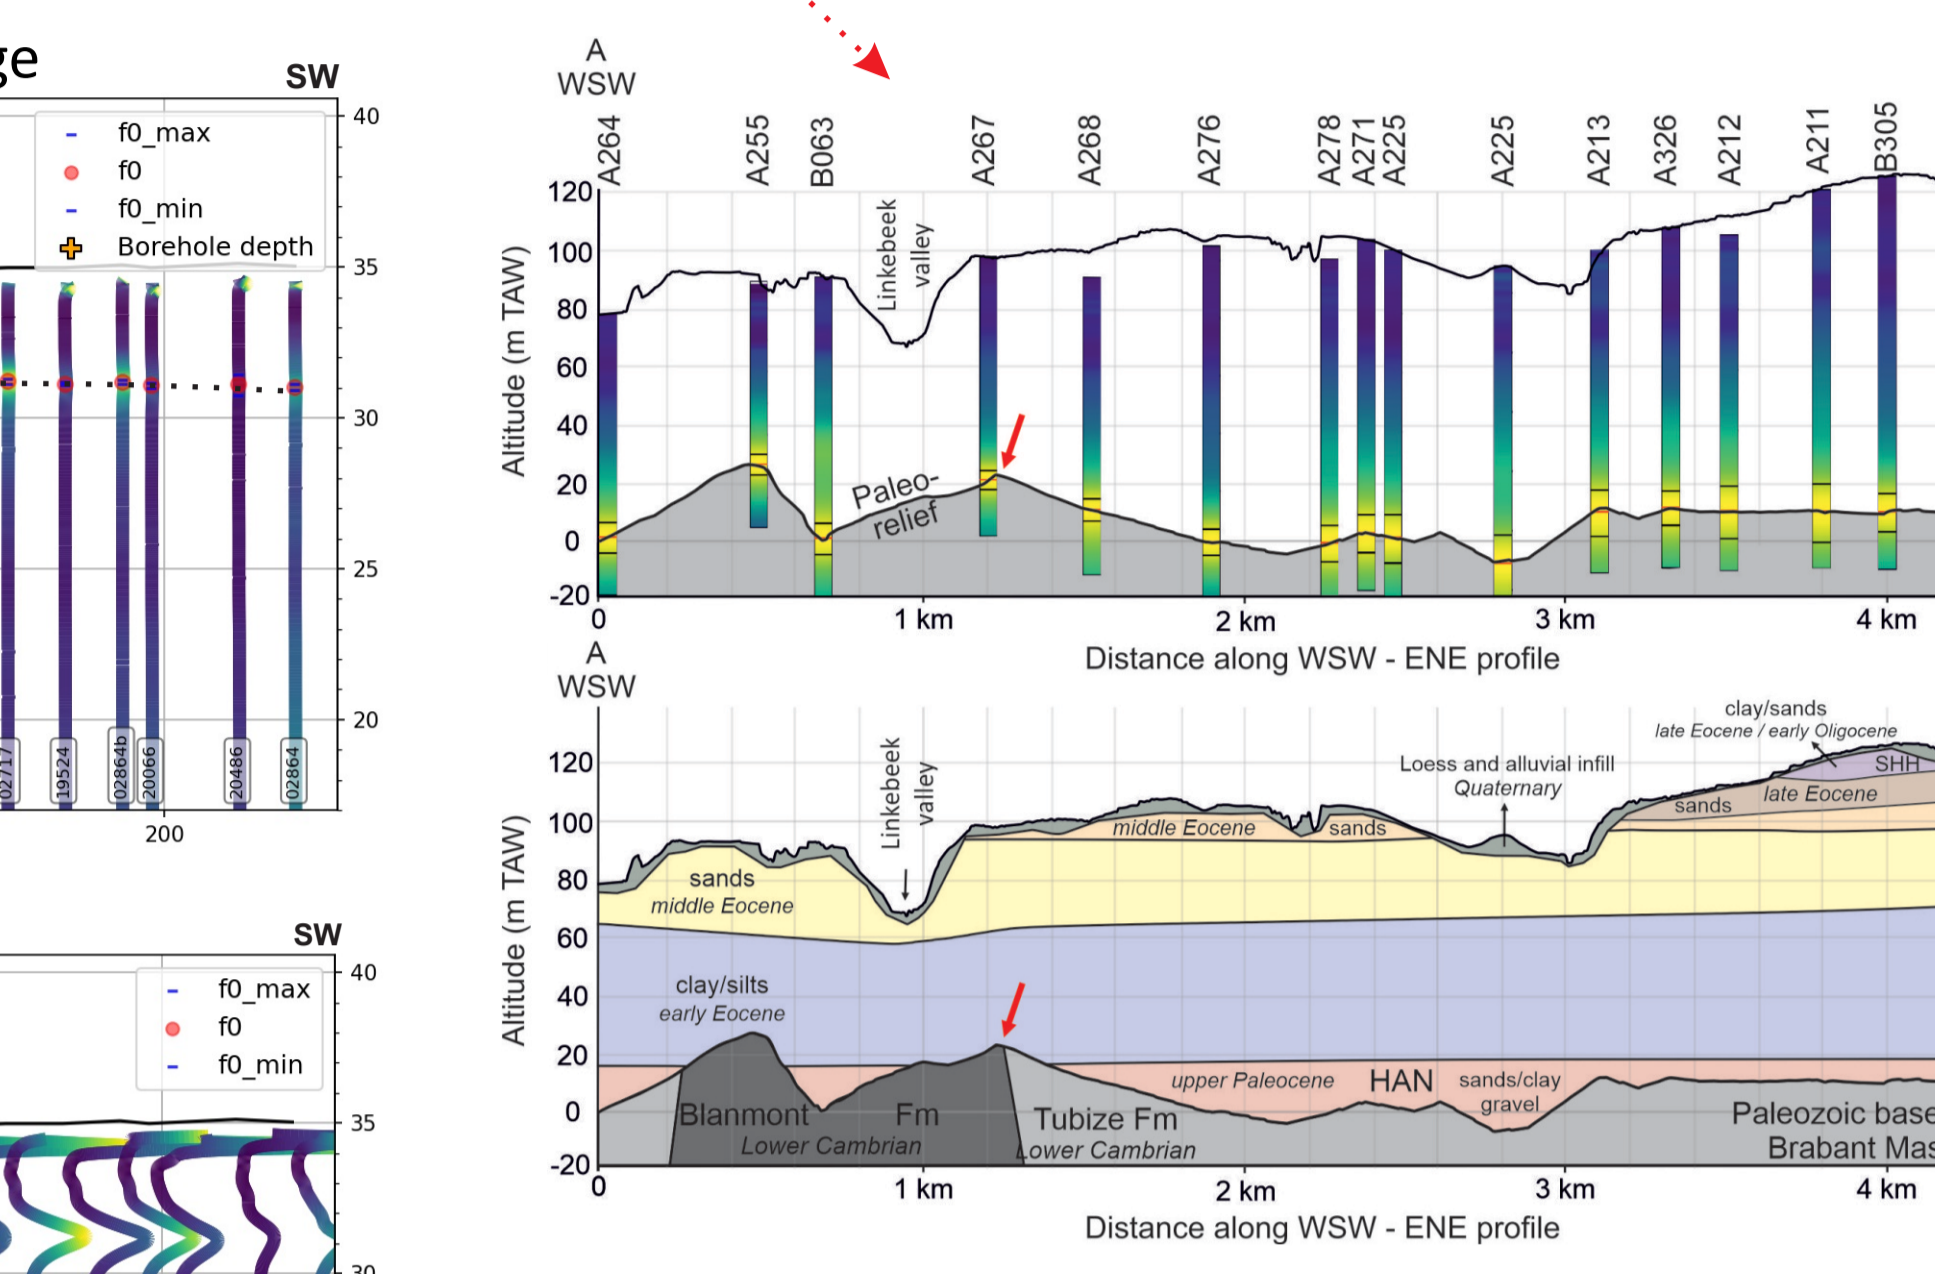 ge
SW
f0_max
f0
f0_min
Borehole depth
40
35
30
25
20
02717
19524
02864b
20066
20486
02864
200
SW
f0_max
f0
f0_min
40
35
30
A
WSW
A264
A255
B063
A267
A268
A276
A278
A271
A225
A225
A213
A326
A212
A211
B305
Linkebeek
valley
Altitude (m TAW)
120
100
80
60
40
20
0
-20
Paleo-
relief
0
1 km
2 km
3 km
4 km
Distance along WSW - ENE profile
A
WSW
Altitude (m TAW)
120
100
80
60
40
20
0
-20
Linkebeek
valley
clay/sands
late Eocene / early Oligocene
Loess and alluvial infill
Quaternary
SHH
late Eocene
sands
middle Eocene
sands
sands
middle Eocene
clay/silts
early Eocene
upper Paleocene
HAN
sands/clay
gravel
Blanmont
Fm
Lower Cambrian
Tubize Fm
Lower Cambrian
Paleozoic base
Brabant Mas
0
1 km
2 km
3 km
4 km
Distance along WSW - ENE profile